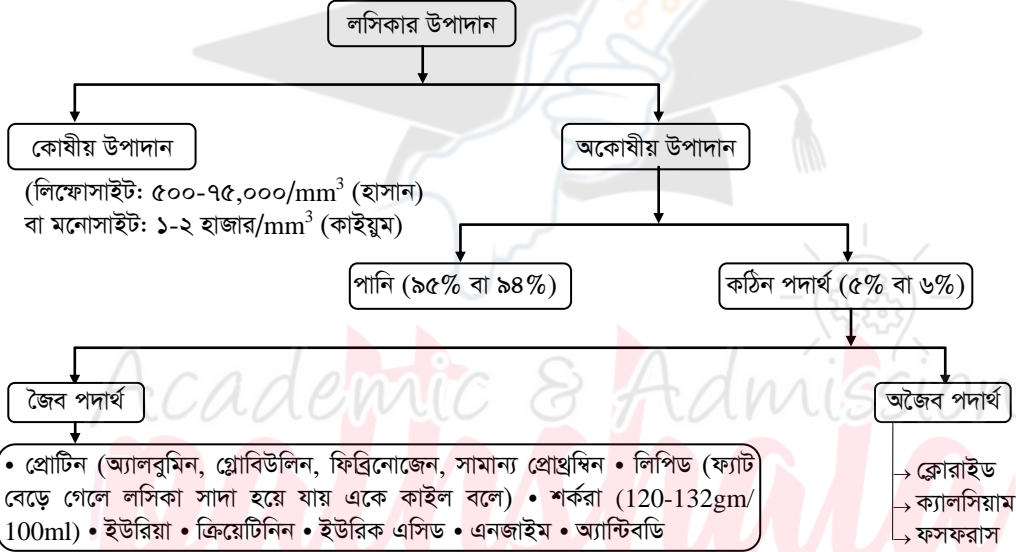 লসিকার উপাদান
কোষীয় উপাদান
অকোষীয় উপাদান
(লিম্ফোসাইট: ৫০০-৭৫,০০০/mm³ (হাসান)
বা মনোসাইট: ১-২ হাজার/mm³ (কাইয়ুম)
পানি (৯৫% বা ৯৪%)
কঠিন পদার্থ (৫% বা ৬%)
Academic & Admission
pathshala
জৈব পদার্থ
অজৈব পদার্থ
• প্রোটিন (অ্যালবুমিন, গ্লোবিউলিন, ফিব্রিনোজেন, সামান্য প্রোথ্রম্বিন • লিপিড (ফ্যাট
বেড়ে গেলে লসিকা সাদা হয়ে যায় একে কাইল বলে) • শর্করা (120-132gm/
100ml) • ইউরিয়া • ক্রিয়েটিনিন • ইউরিক এসিড • এনজাইম • অ্যান্টিবডি
→ ক্লোরাইড
→ ক্যালসিয়াম
→ ফসফরাস